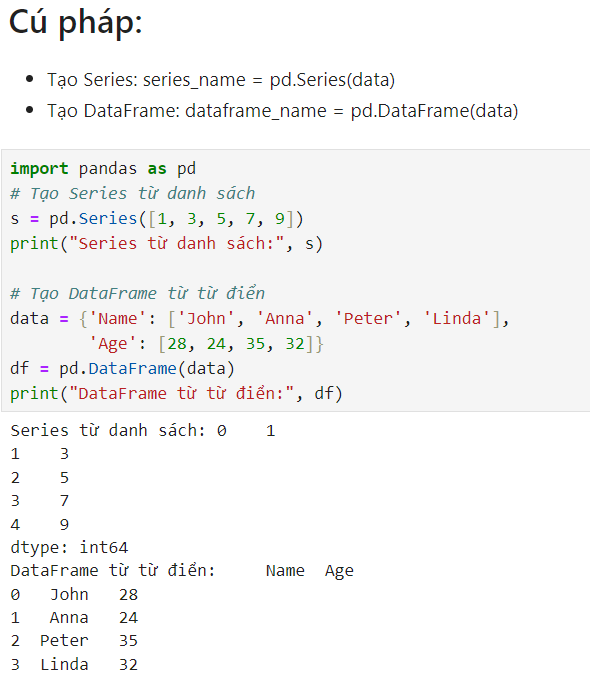 Cú pháp:
• Tạo Series: series_name = pd.Series(data)
• Tạo DataFrame: dataframe_name = pd.DataFrame(data)
import pandas as pd
# Tạo Series từ danh sách
s = pd.Series([1, 3, 5, 7, 9])
print("Series từ danh sách:", s)

# Tạo DataFrame từ từ điển
data = {'Name': ['John', 'Anna', 'Peter', 'Linda'],
        'Age': [28, 24, 35, 32]}
df = pd.DataFrame(data)
print("DataFrame từ từ điển:", df)
Series từ danh sách: 0    1
1    3
2    5
3    7
4    9
dtype: int64
DataFrame từ từ điển:     Name  Age
0   John   28
1   Anna   24
2  Peter   35
3  Linda   32